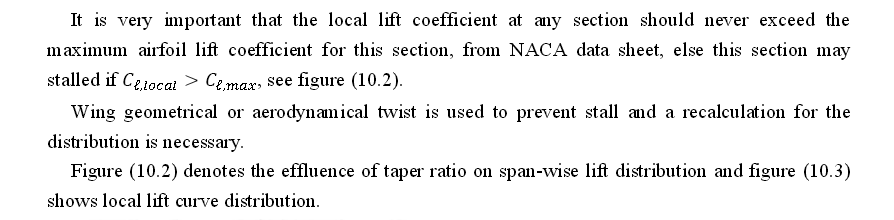 It is very important that the local lift coefficient at any section should never exceed the
maximum airfoil lift coefficient for this section, from NACA data sheet, else this section may
stalled if Cℓ,local > Cℓ,max, see figure (10.2).
Wing geometrical or aerodynamical twist is used to prevent stall and a recalculation for the
distribution is necessary.
Figure (10.2) denotes the effluence of taper ratio on span-wise lift distribution and figure (10.3)
shows local lift curve distribution.